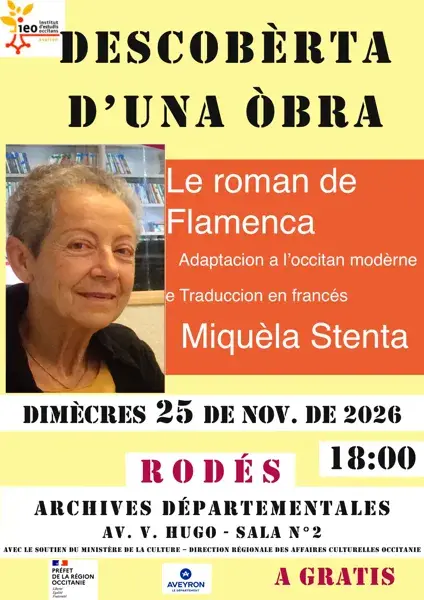 ieo
institut
d'estudis
occitans
DESCOBÈRTA
D'UNA ÒBRA
Le roman de
Flamenca
Adaptacion a l'occitan modèrne
e Traduccion en francés
Miquèla Stenta
DIMÈCRES 25 DE NOV. DE 2026
18:00
RODÉS
ARCHIVES DÉPARTEMENTALES
AV. V. HUGO - SALA N°2
AVEC LE SOUTIEN DU MINISTÈRE DE LA CULTURE – DIRECTION RÉGIONALE DES AFFAIRES CULTURELLES OCCITANIE
PRÉFET
DE LA RÉGION
OCCITANIE
Liberté
Égalité
Fraternité
AVEYRON
LE DÉPARTEMENT
A GRATIS